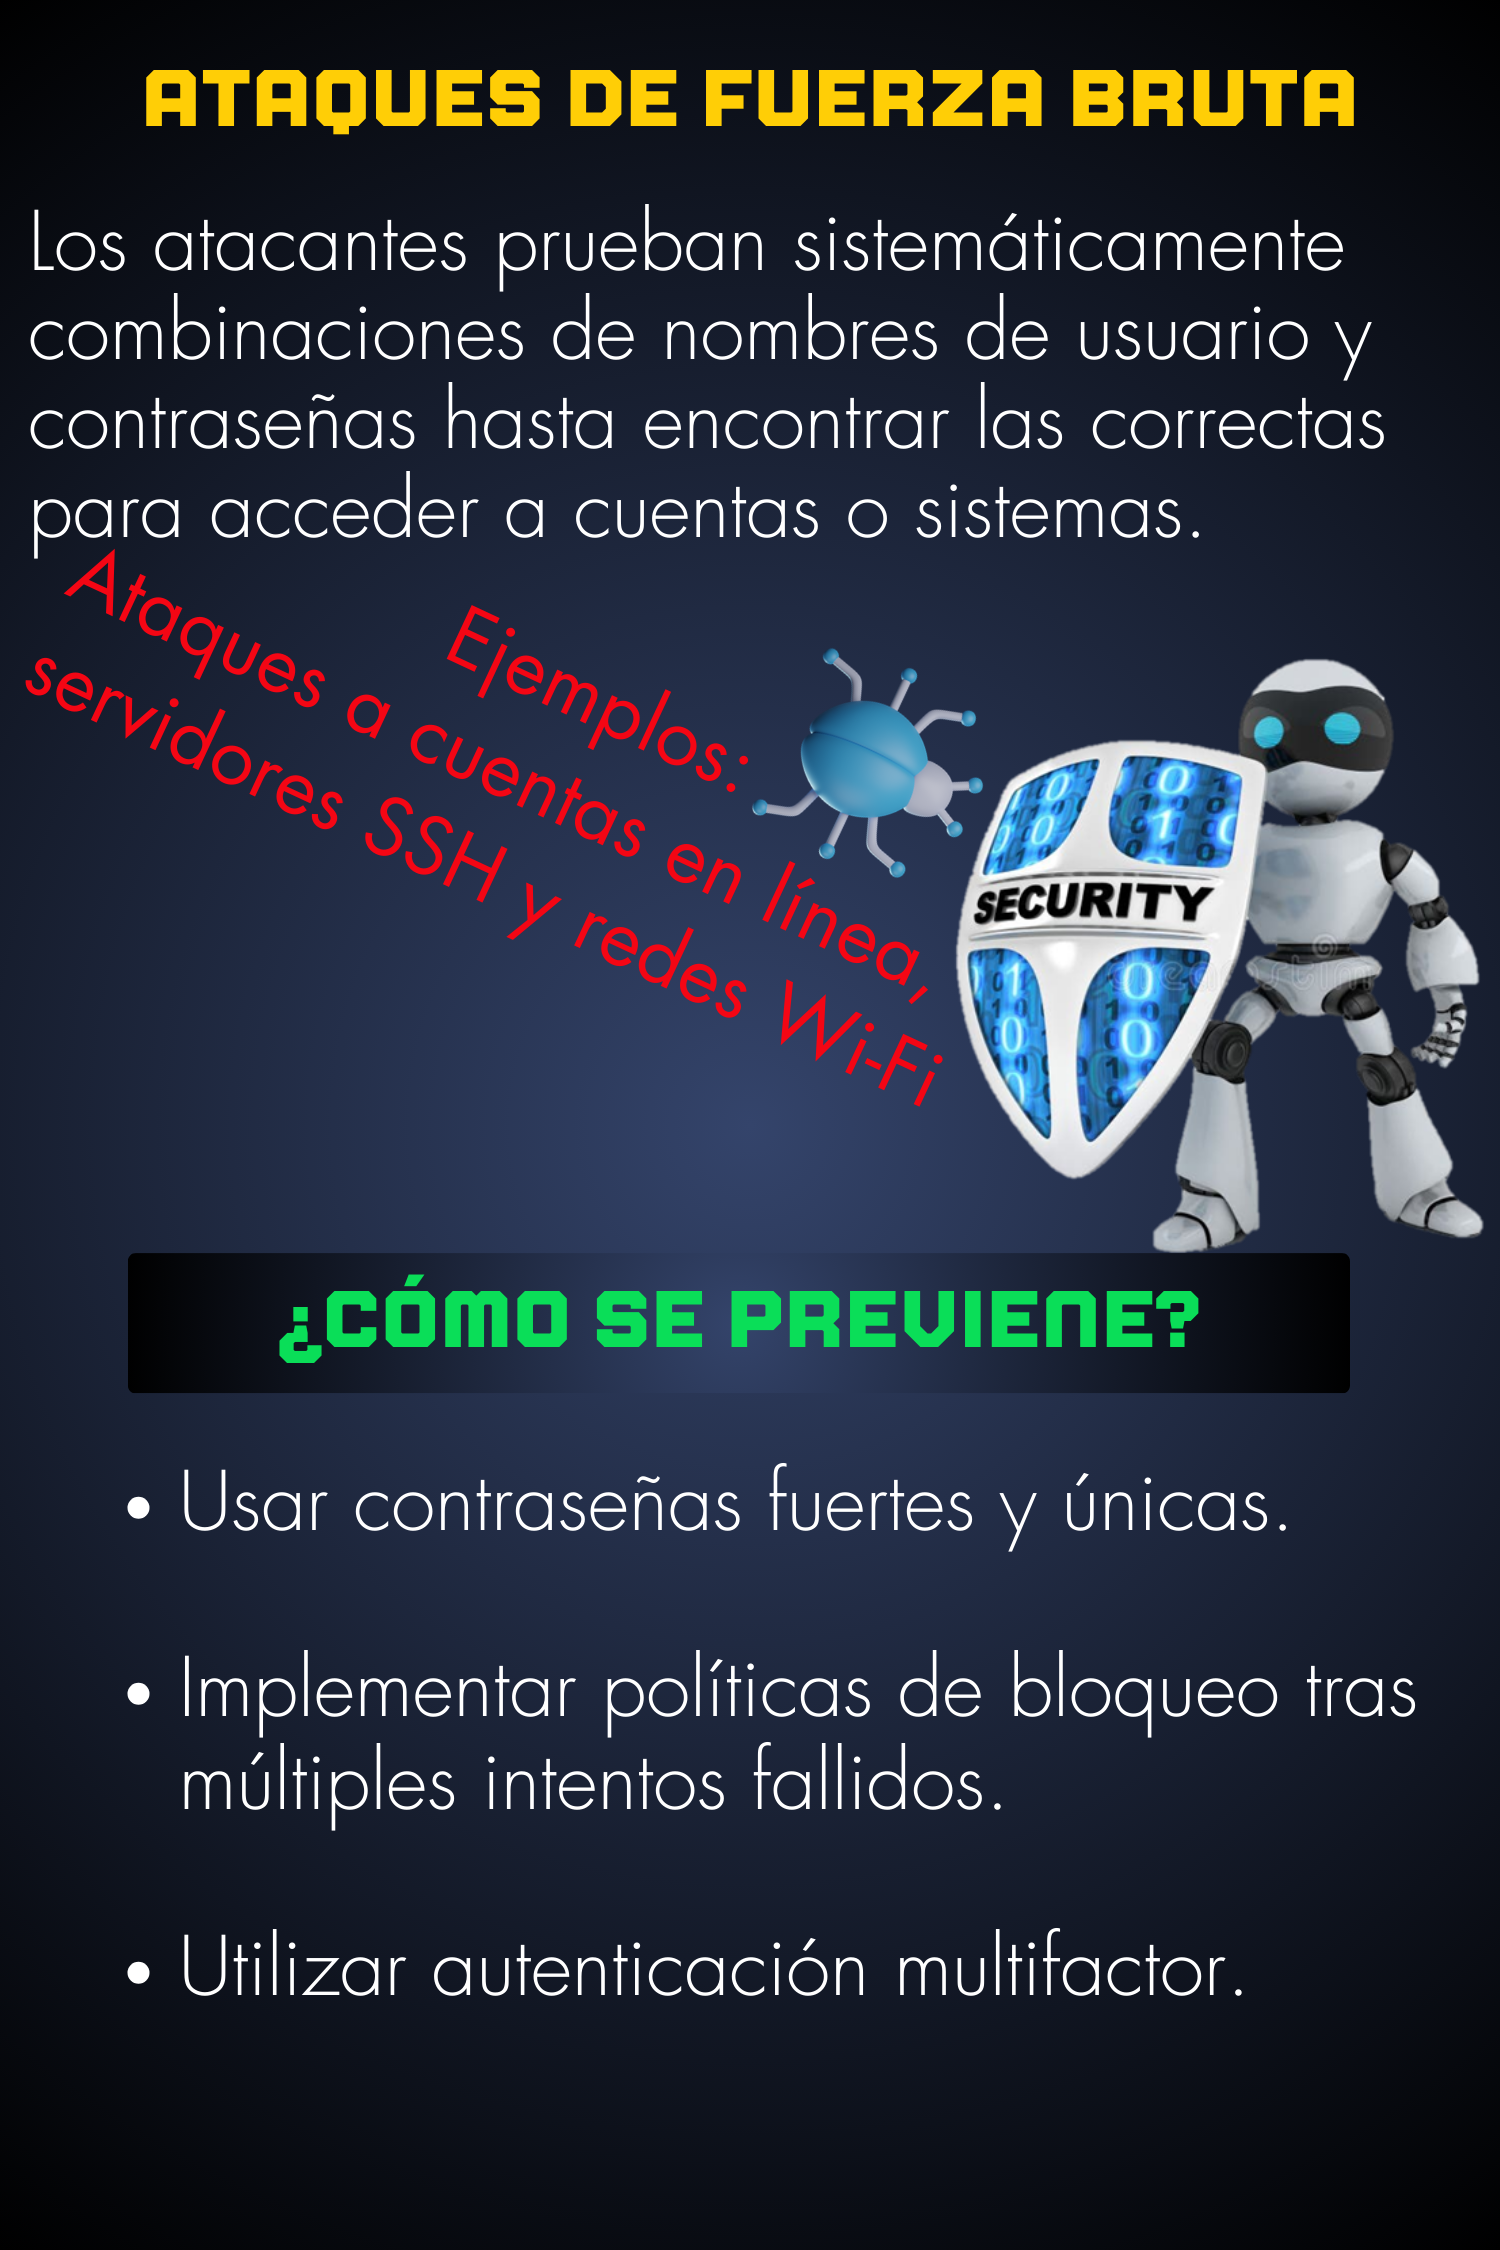 ATAQUES DE FUERZA BRUTA
Los atacantes prueban sistemáticamente
combinaciones de nombres de usuario y
contraseñas hasta encontrar las correctas
para acceder a cuentas o sistemas.
Ejemplos:
Ataques a cuentas en línea,
servidores SSH y redes Wi-Fi
SECURITY
¿CÓMO SE PREVIENE?
• Usar contraseñas fuertes y únicas.
• Implementar políticas de bloqueo tras
múltiples intentos fallidos.
• Utilizar autenticación multifactor.